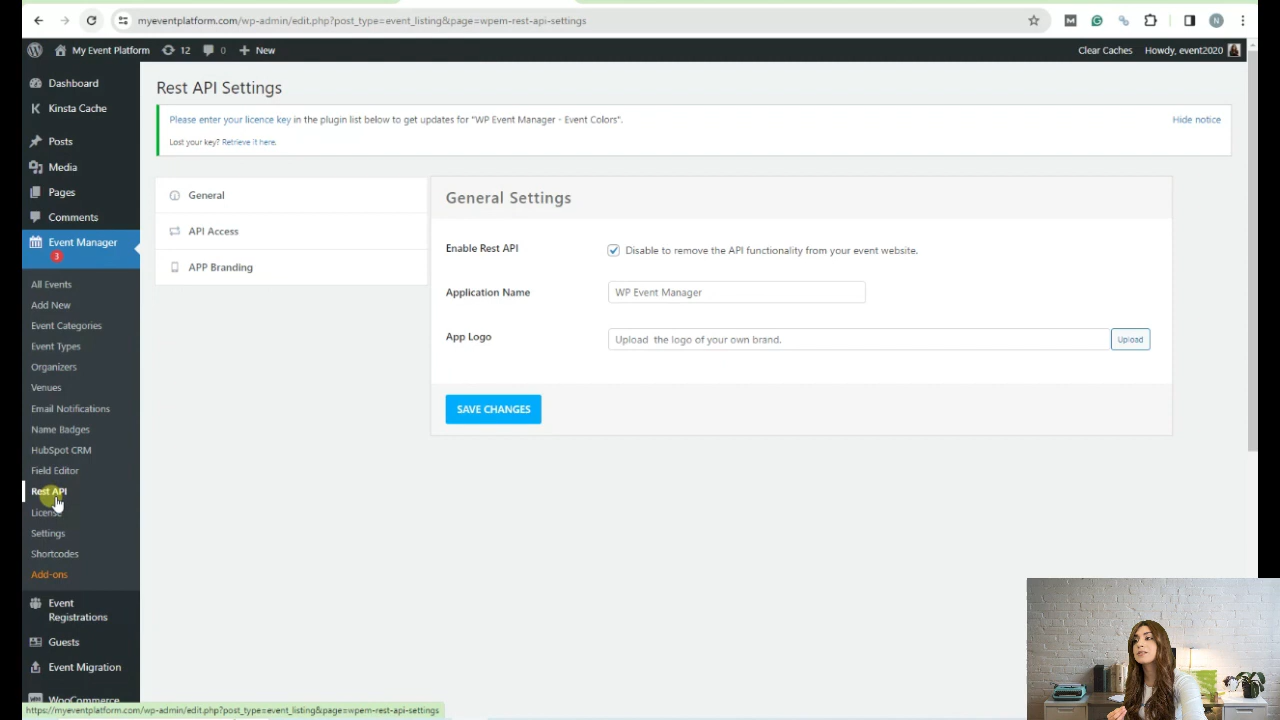 myeventplatform.com/wp-admin/edit.php?post_type=event_listing&page=wpem-rest-api-settings
N
My Event Platform
12
0
New
Clear Caches
Howdy, event2020
Dashboard
Kinsta Cache
Posts
Media
Pages
Comments
Event Manager
3
All Events
Add New
Event Categories
Event Types
Organizers
Venues
Email Notifications
Name Badges
HubSpot CRM
Field Editor
Rest API
License
Settings
Shortcodes
Add-ons
Event
Registrations
Guests
Event Migration
WooCommerce
Rest API Settings
Please enter your licence key in the plugin list below to get updates for "WP Event Manager - Event Colors".
Hide notice
Lost your key? Retrieve it here.
General
API Access
APP Branding
General Settings
Enable Rest API
Disable to remove the API functionality from your event website.
Application Name
WP Event Manager
App Logo
Upload the logo of your own brand.
Upload
SAVE CHANGES
https://myeventplatform.com/wp-admin/edit.php?post_type=event_listing&page=wpem-rest-api-settings